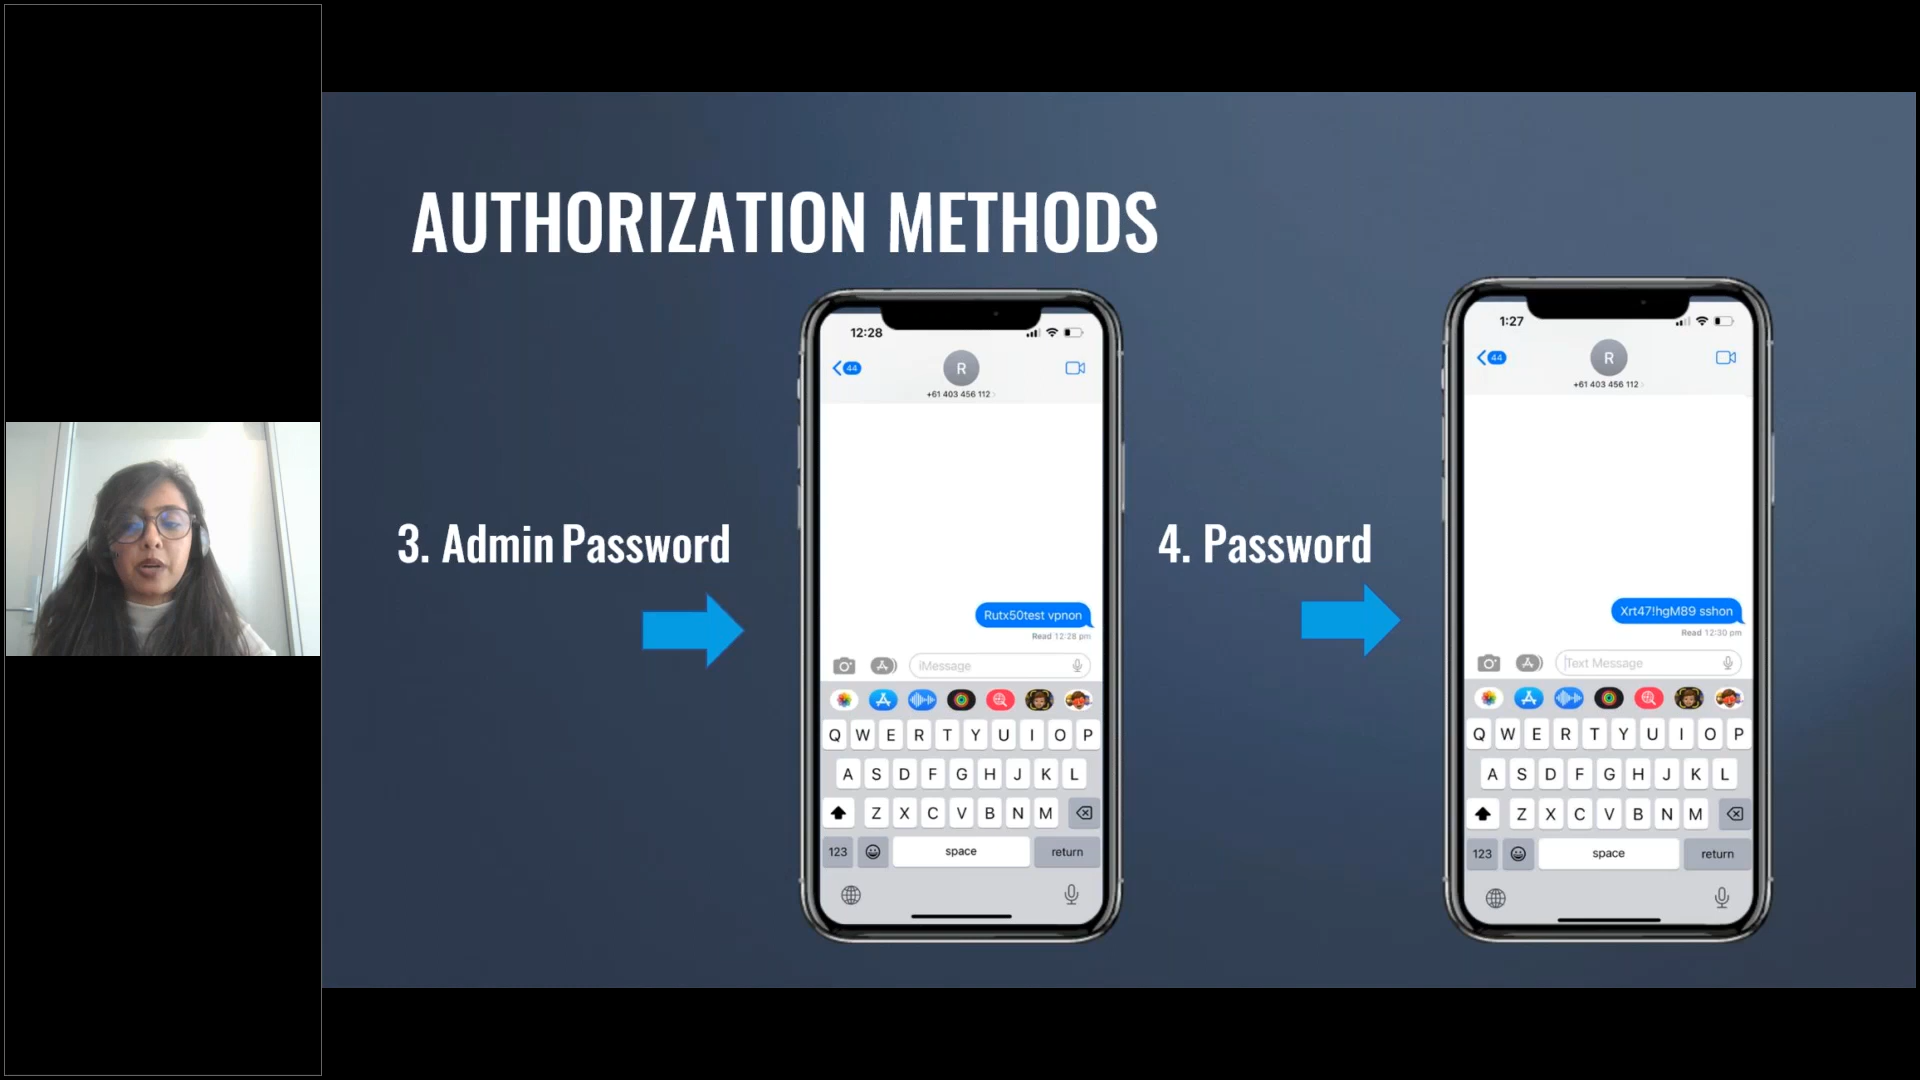 AUTHORIZATION METHODS
3. Admin Password
12:28
44
R
+61 403 456 112
Rutx50test vpnon
Read 12:28 pm
iMessage
Q W E R T Y U I O P
A S D F G H J K L
Z X C V B N M
123 space return
4. Password
1:27
44
R
+61 403 456 112
Xrt47!hgM89 sshon
Read 12:30 pm
Text Message
Q W E R T Y U I O P
A S D F G H J K L
Z X C V B N M
123 space return